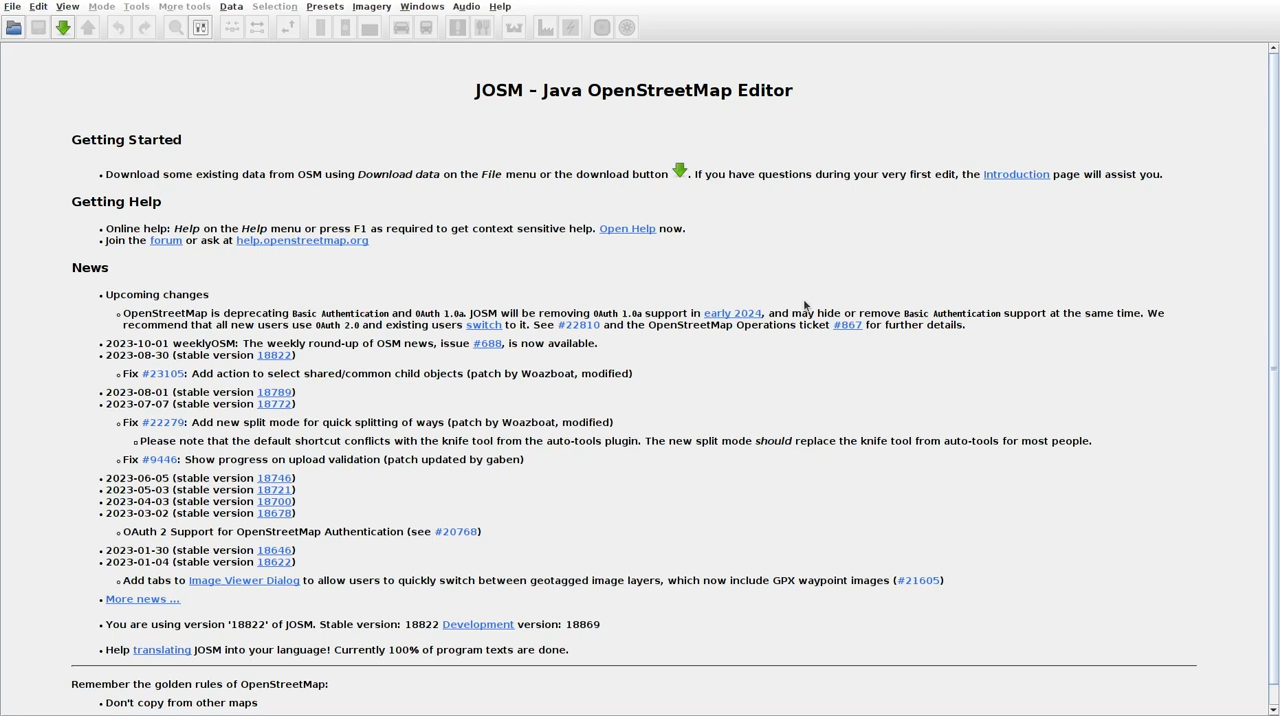 File Edit View Mode Tools More tools Data Selection Presets Imagery Windows Audio Help
JOSM – Java OpenStreetMap Editor
Getting Started
Download some existing data from OSM using Download data on the File menu or the download button . If you have questions during your very first edit, the Introduction page will assist you.
Getting Help
Online help: Help on the Help menu or press F1 as required to get context sensitive help. Open Help now.
Join the forum or ask at help.openstreetmap.org
News
Upcoming changes
OpenStreetMap is deprecating Basic Authentication and OAuth 1.0a. JOSM will be removing OAuth 1.0a support in early 2024, and may hide or remove Basic Authentication support at the same time. We
recommend that all new users use OAuth 2.0 and existing users switch to it. See #22810 and the OpenStreetMap Operations ticket #867 for further details.
2023-10-01 weeklyOSM: The weekly round-up of OSM news, issue #688, is now available.
2023-08-30 (stable version 18822)
Fix #23105: Add action to select shared/common child objects (patch by Woazboat, modified)
2023-08-01 (stable version 18789)
2023-07-07 (stable version 18772)
Fix #22279: Add new split mode for quick splitting of ways (patch by Woazboat, modified)
Please note that the default shortcut conflicts with the knife tool from the auto-tools plugin. The new split mode should replace the knife tool from auto-tools for most people.
Fix #9446: Show progress on upload validation (patch updated by gaben)
2023-06-05 (stable version 18746)
2023-05-03 (stable version 18721)
2023-04-03 (stable version 18700)
2023-03-02 (stable version 18678)
OAuth 2 Support for OpenStreetMap Authentication (see #20768)
2023-01-30 (stable version 18646)
2023-01-04 (stable version 18622)
Add tabs to Image Viewer Dialog to allow users to quickly switch between geotagged image layers, which now include GPX waypoint images (#21605)
More news ...
You are using version '18822' of JOSM. Stable version: 18822 Development version: 18869
Help translating JOSM into your language! Currently 100% of program texts are done.
Remember the golden rules of OpenStreetMap:
Don't copy from other maps